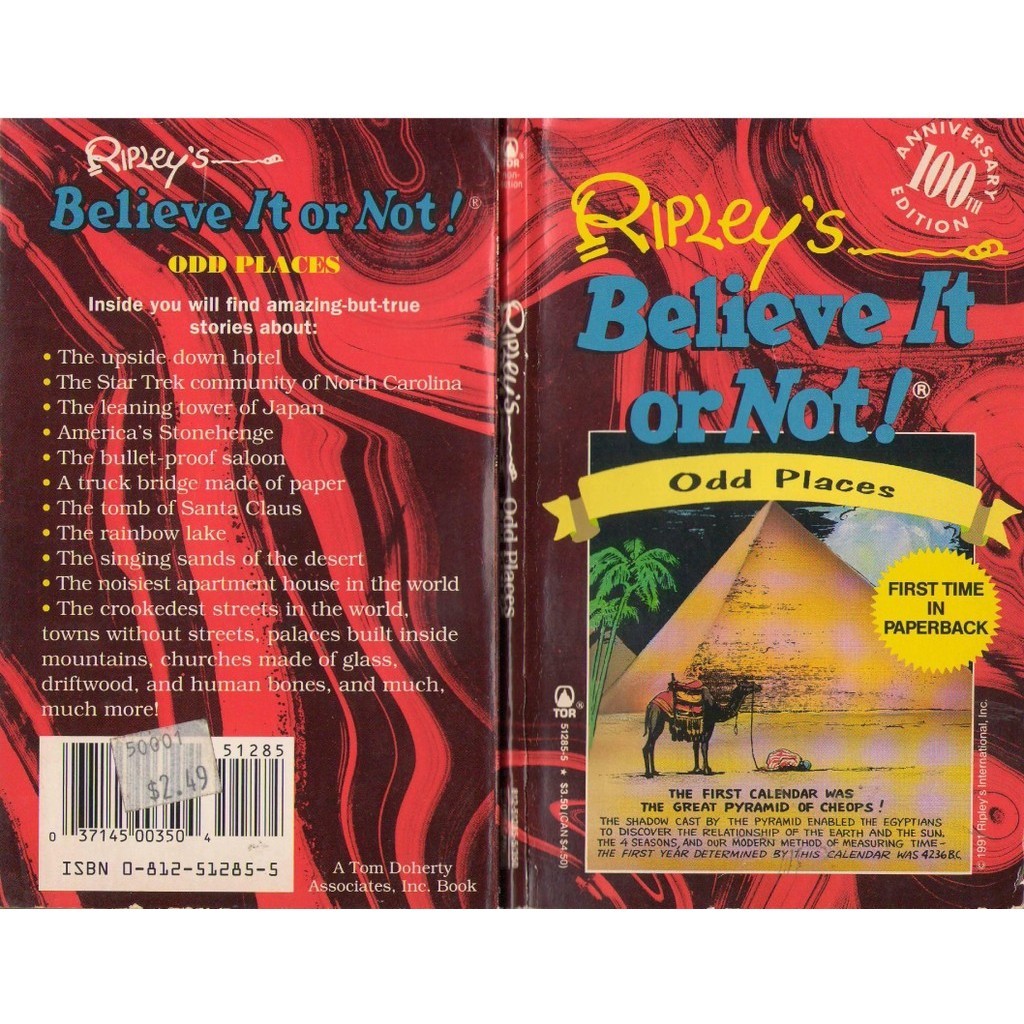 RIPLEY'S
Believe It or Not!®
ODD PLACES
Inside you will find amazing-but-true
stories about:
• The upside down hotel
• The Star Trek community of North Carolina
• The leaning tower of Japan
• America's Stonehenge
• The bullet-proof saloon
• A truck bridge made of paper
• The tomb of Santa Claus
• The rainbow lake
• The singing sands of the desert
• The noisiest apartment house in the world
• The crookedest streets in the world,
towns without streets, palaces built inside
mountains, churches made of glass,
driftwood, and human bones, and much,
much more!
50001
$2.49
51285
0 37145 00350 4
ISBN 0-812-51285-5
A Tom Doherty
Associates, Inc. Book
TOR
RIPLEY'S
Odd Places
TOR®
51285-5 ★ $3.50 (CAN $4.50)
ANNIVERSARY
100TH
EDITION
RIPLEY'S
Believe It
or Not!®
Odd Places
FIRST TIME
IN
PAPERBACK
THE FIRST CALENDAR WAS
THE GREAT PYRAMID OF CHEOPS!
THE SHADOW CAST BY THE PYRAMID ENABLED THE EGYPTIANS
TO DISCOVER THE RELATIONSHIP OF THE EARTH AND THE SUN,
THE 4 SEASONS, AND OUR MODERN METHOD OF MEASURING TIME-
THE FIRST YEAR DETERMINED BY THIS CALENDAR WAS 4236 B.C.
© 1991 Ripley's International, Inc.